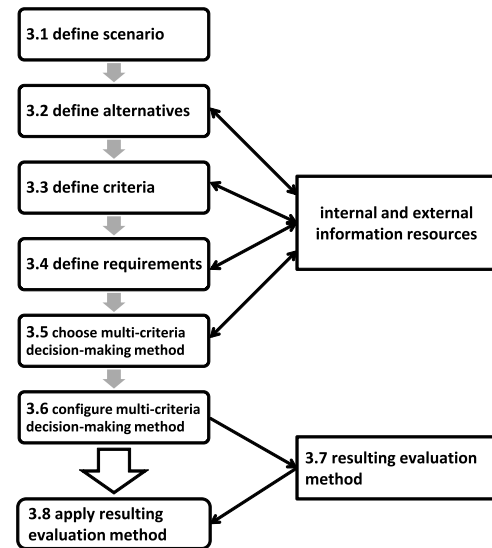 3.1 define scenario
3.2 define alternatives
3.3 define criteria
internal and external
information resources
3.4 define requirements
3.5 choose multi-criteria
decision-making method
3.6 configure multi-criteria
decision-making method
3.7 resulting evaluation
method
3.8 apply resulting
evaluation method